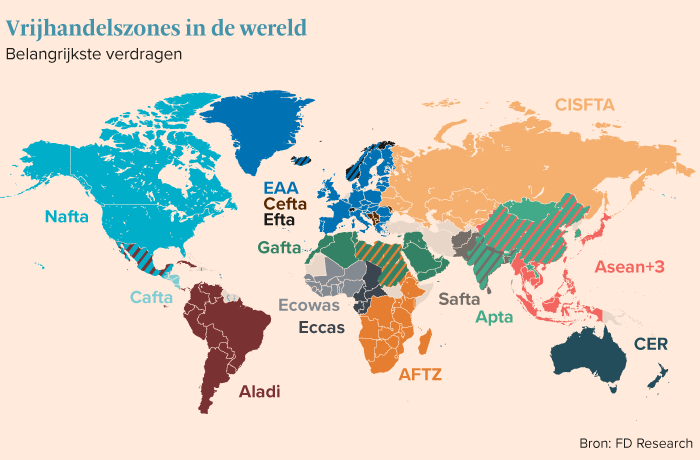 Vrijhandelszones in de wereld
Belangrijkste verdragen
CISFTA
EAA
Cefta
Efta
Nafta
Gafta
Asean+3
Cafta
Ecowas
Safta
Apta
Eccas
CER
AFTZ
Aladi
Bron: FD Research